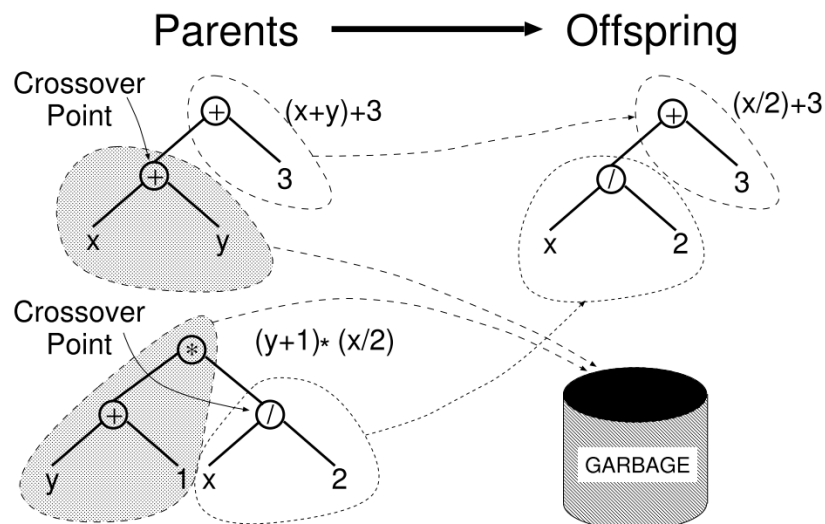 Parents Offspring
Crossover
Point
+ (x+y)+3
+ 3
x y
+ (x/2)+3
/ 3
x 2
Crossover
Point
* (y+1)* (x/2)
+ /
y 1 x 2
GARBAGE